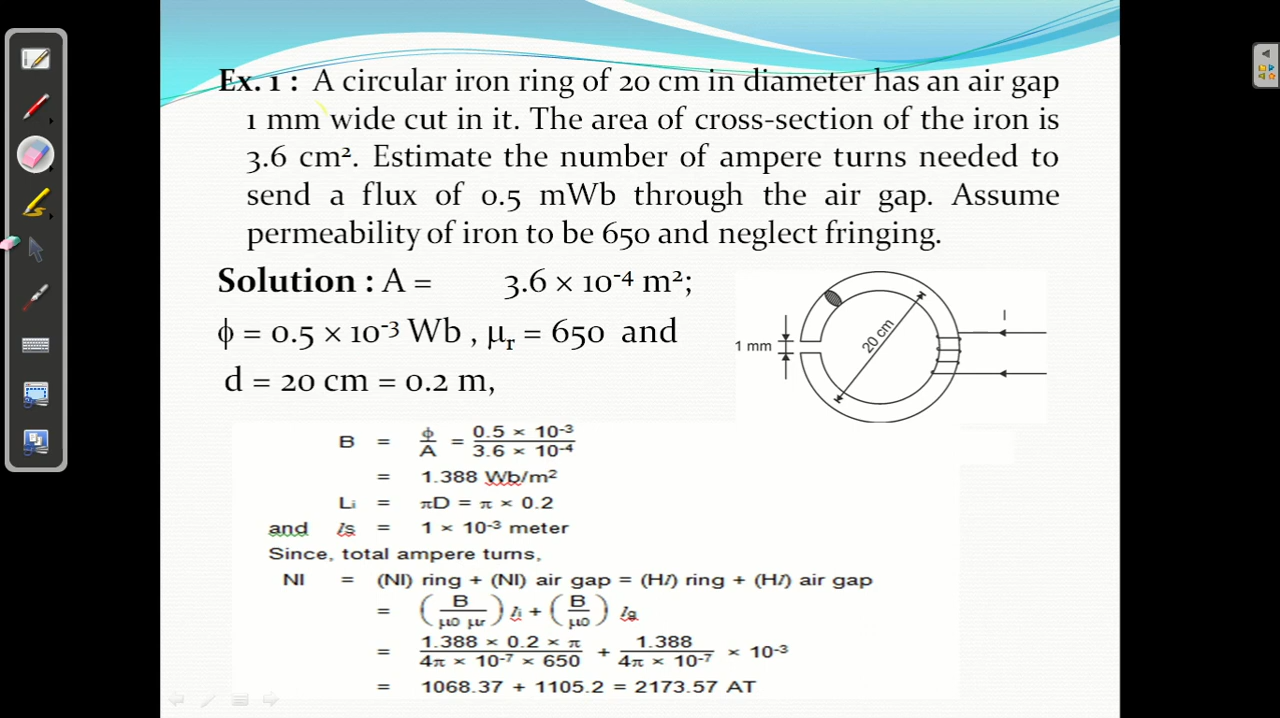 Ex. 1 : A circular iron ring of 20 cm in diameter has an air gap
1 mm wide cut in it. The area of cross-section of the iron is
3.6 cm². Estimate the number of ampere turns needed to
send a flux of 0.5 mWb through the air gap. Assume
permeability of iron to be 650 and neglect fringing.
Solution : A = 3.6 × 10⁻⁴ m²;
ϕ = 0.5 × 10⁻³ Wb , μr = 650 and
d = 20 cm = 0.2 m,
1 mm
20 cm
I
B = ϕ/A = 0.5 × 10⁻³ / 3.6 × 10⁻⁴
= 1.388 Wb/m²
Li = πD = π × 0.2
and ls = 1 × 10⁻³ meter
Since, total ampere turns,
NI = (NI) ring + (NI) air gap = (Hl) ring + (Hl) air gap
= (B / μ0 μr) li + (B / μ0) lg
= 1.388 × 0.2 × π / 4π × 10⁻⁷ × 650 + 1.388 / 4π × 10⁻⁷ × 10⁻³
= 1068.37 + 1105.2 = 2173.57 AT